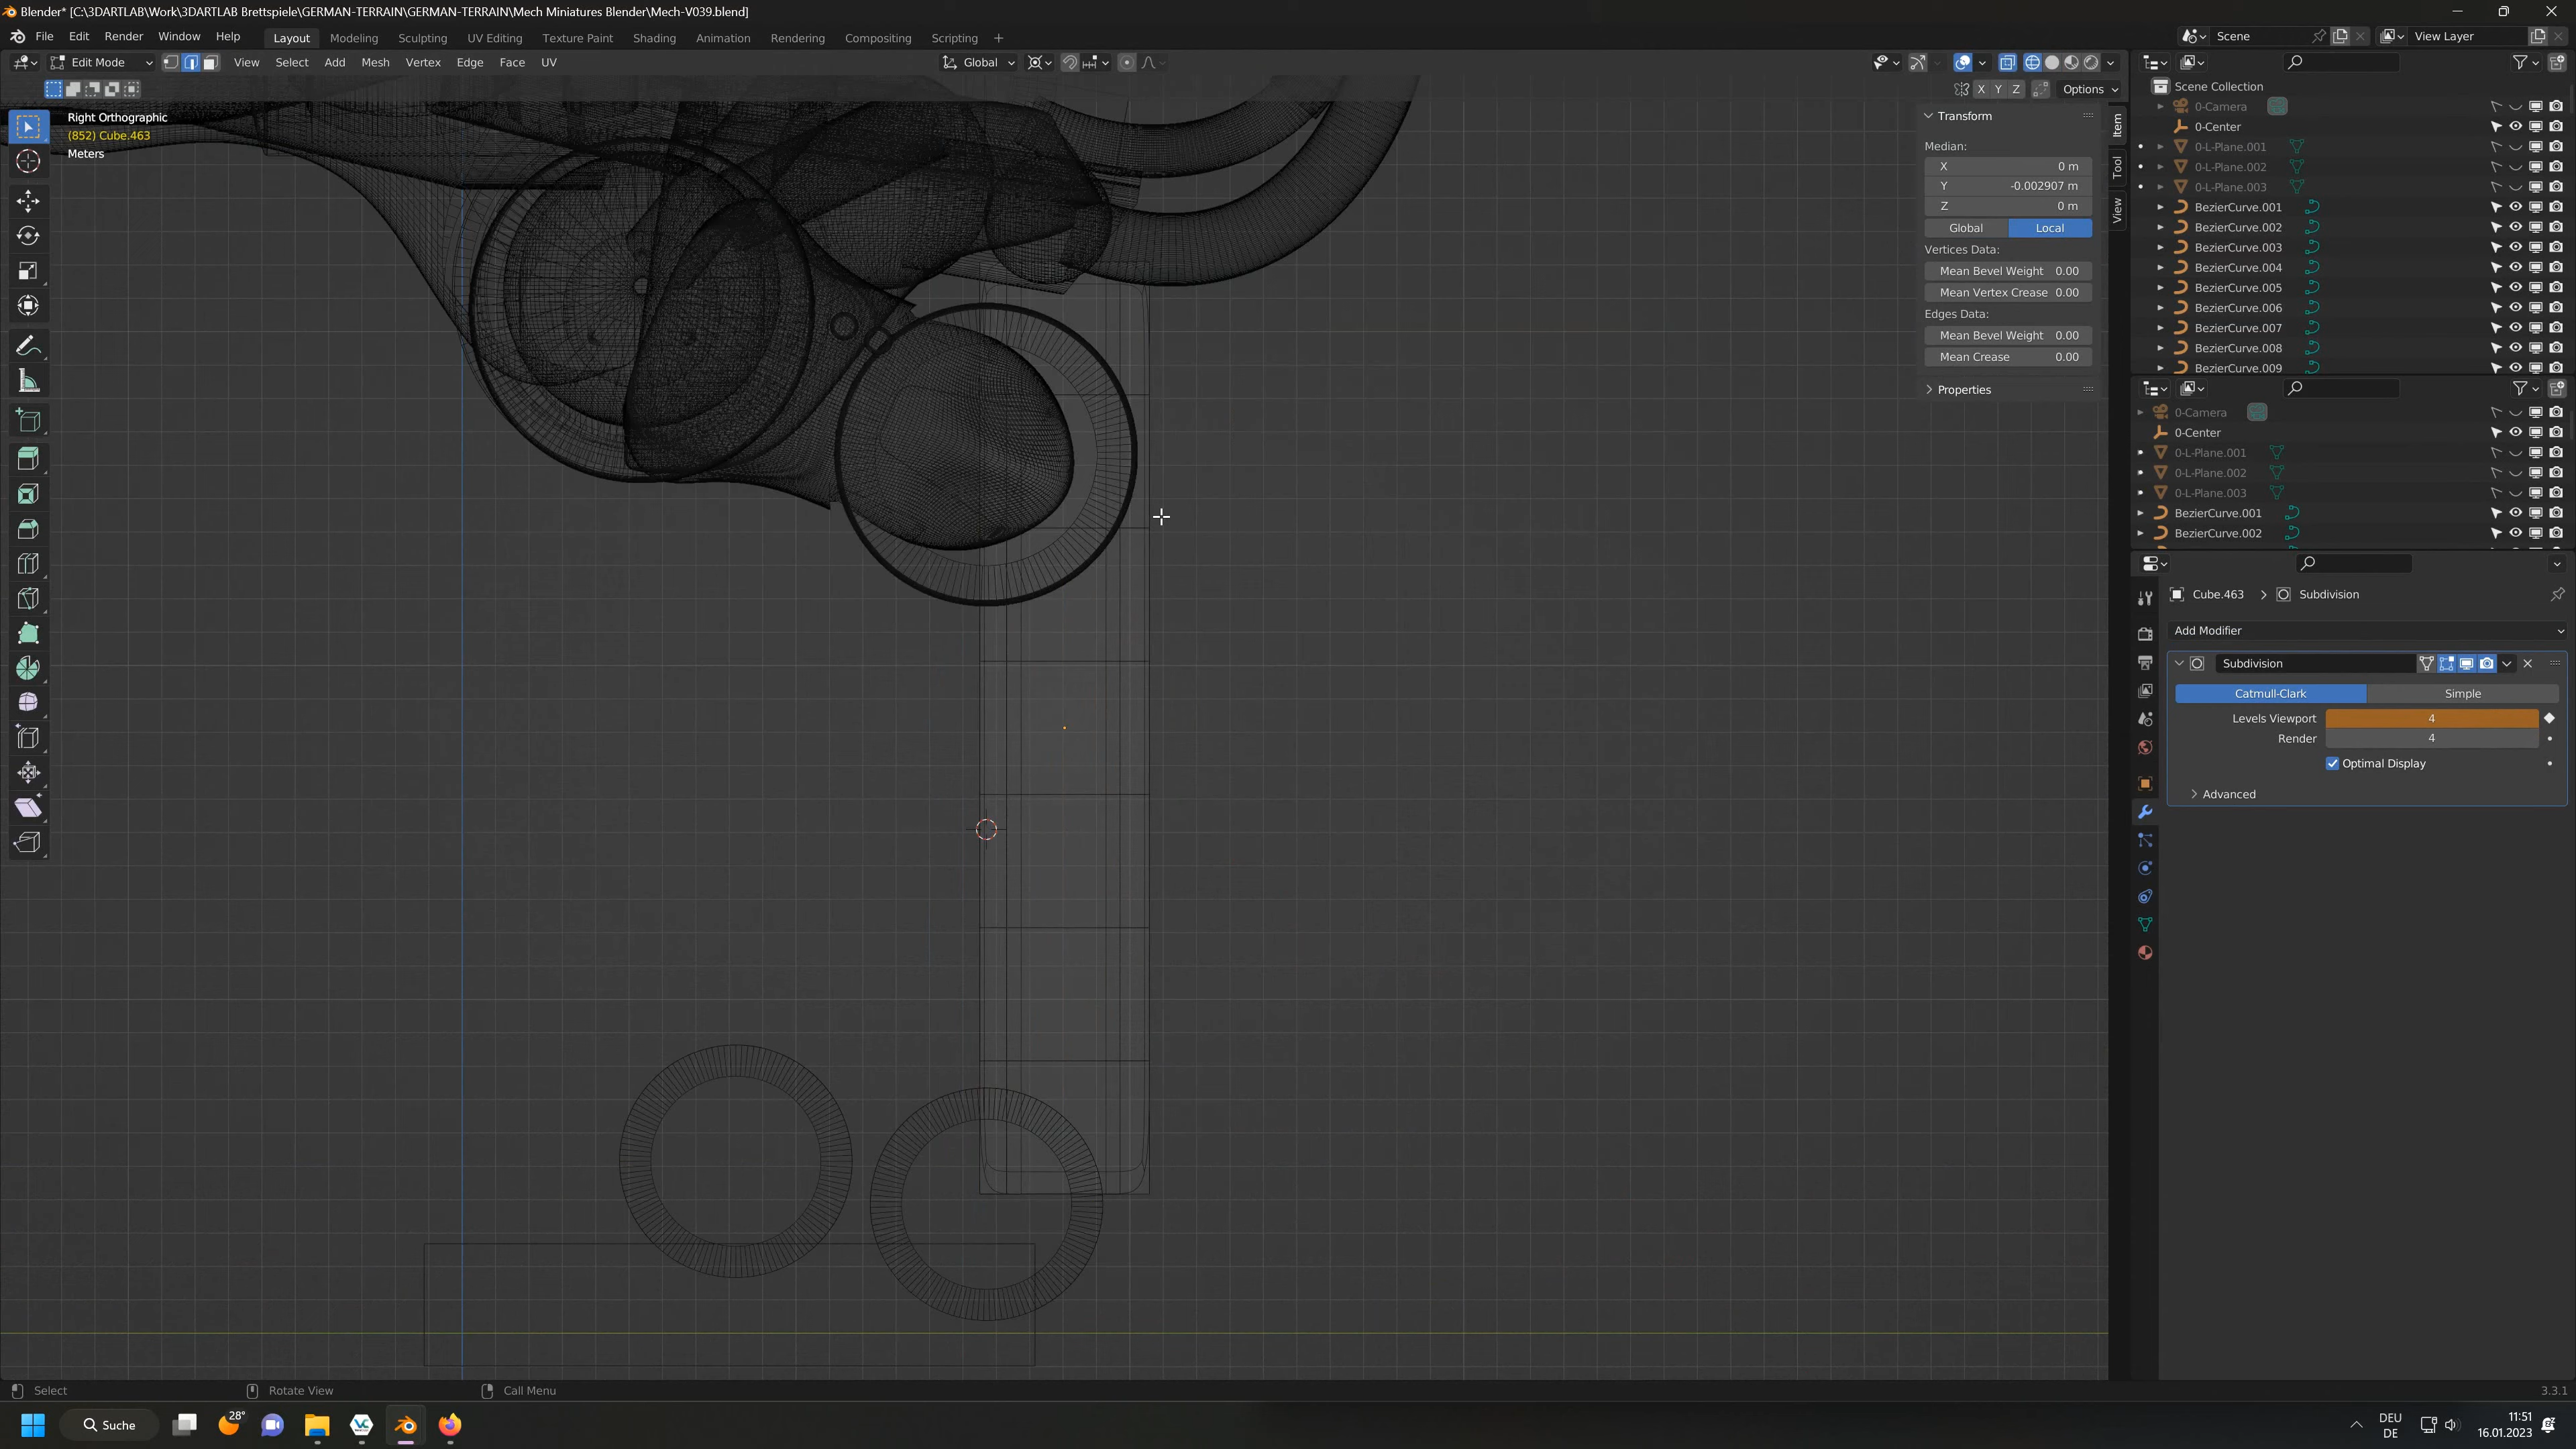 Blender* [C:\3DARTLAB\Work\3DARTLAB Brettspiele\GERMAN-TERRAIN\GERMAN-TERRAIN\Mech Miniatures Blender\Mech-V039.blend]
File Edit Render Window Help Layout Modeling Sculpting UV Editing Texture Paint Shading Animation Rendering Compositing Scripting + Scene View Layer
Edit Mode View Select Add Mesh Vertex Edge Face UV Global
X Y Z Options
Right Orthographic
(852) Cube.463
Meters
Transform
Median:
X 0 m
Y -0.002907 m
Z 0 m
Global Local
Vertices Data:
Mean Bevel Weight 0.00
Mean Vertex Crease 0.00
Edges Data:
Mean Bevel Weight 0.00
Mean Crease 0.00
Properties
Item
Tool
View
Scene Collection
0-Camera
0-Center
0-L-Plane.001
0-L-Plane.002
0-L-Plane.003
BezierCurve.001
BezierCurve.002
BezierCurve.003
BezierCurve.004
BezierCurve.005
BezierCurve.006
BezierCurve.007
BezierCurve.008
BezierCurve.009
0-Camera
0-Center
0-L-Plane.001
0-L-Plane.002
0-L-Plane.003
BezierCurve.001
BezierCurve.002
Cube.463 > Subdivision
Add Modifier
Subdivision
Catmull-Clark Simple
Levels Viewport 4
Render 4
Optimal Display
Advanced
Select Rotate View Call Menu 3.3.1
Suche 28° DEU 11:51
DE 16.01.2023